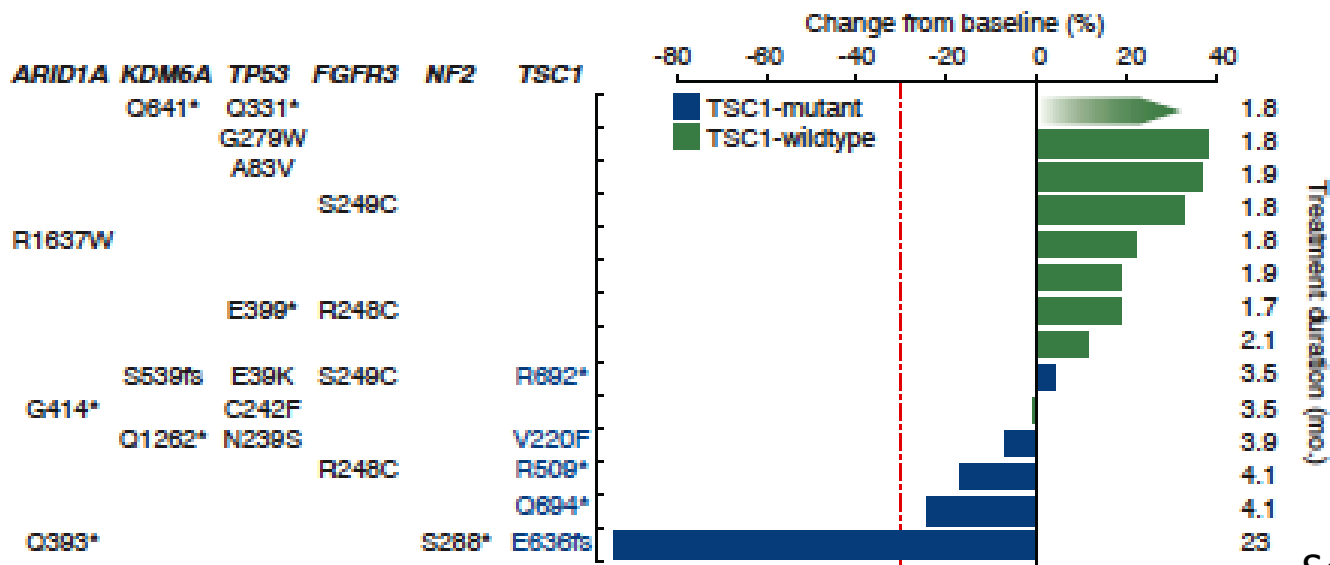 Change from baseline (%)
-80 -60 -40 -20 0 20 40
ARID1A KDM6A TP53 FGFR3 NF2 TSC1
TSC1-mutant
TSC1-wildtype
Q641* Q331* 1.8
G279W 1.8
A83V 1.9
S249C 1.8
R1637W 1.8
1.9
E399* R248C 1.7
2.1
S539fs E39K S249C R692* 3.5
G414* C242F 3.5
Q1262* N239S V220F 3.9
R248C R509* 4.1
Q694* 4.1
Q393* S288* E636fs 23
Treatment duration (mo.)